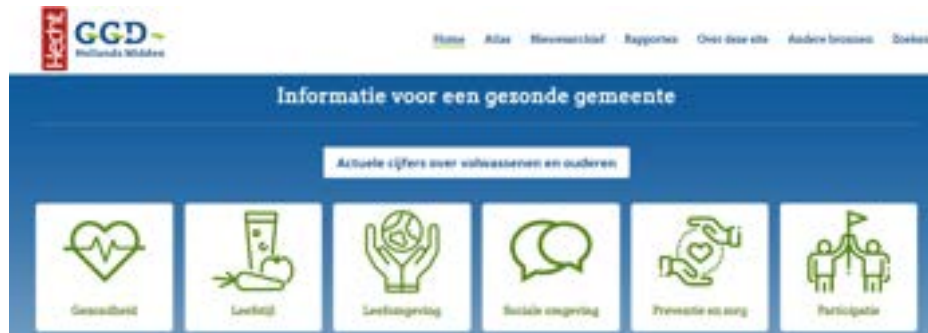 Hecht
GGD
Hollands Midden
Home Atlas Nieuwsarchief Rapporten Over deze site Andere bronnen Zoeken
Informatie voor een gezonde gemeente
Actuele cijfers over volwassenen en ouderen
Gezondheid Leefstijl Leefomgeving Sociale omgeving Preventie en zorg Participatie